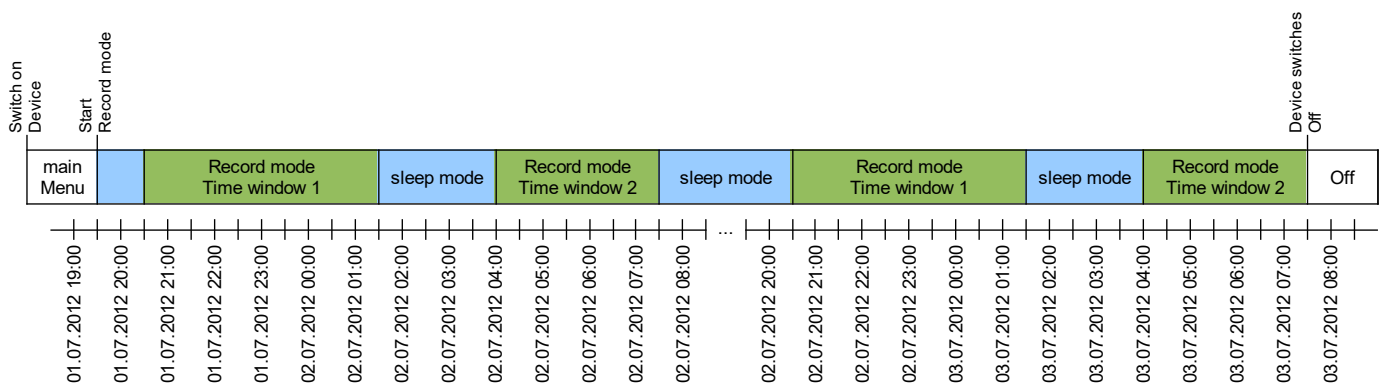 Switch on
Device
Start
Record mode
Device switches
Off
main
Menu
Record mode
Time window 1
sleep mode
Record mode
Time window 2
sleep mode
Record mode
Time window 1
sleep mode
Record mode
Time window 2
Off
...
01.07.2012 19:00
01.07.2012 20:00
01.07.2012 21:00
01.07.2012 22:00
01.07.2012 23:00
02.07.2012 00:00
02.07.2012 01:00
02.07.2012 02:00
02.07.2012 03:00
02.07.2012 04:00
02.07.2012 05:00
02.07.2012 06:00
02.07.2012 07:00
02.07.2012 08:00
02.07.2012 20:00
02.07.2012 21:00
02.07.2012 22:00
02.07.2012 23:00
03.07.2012 00:00
03.07.2012 01:00
03.07.2012 02:00
03.07.2012 03:00
03.07.2012 04:00
03.07.2012 05:00
03.07.2012 06:00
03.07.2012 07:00
03.07.2012 08:00